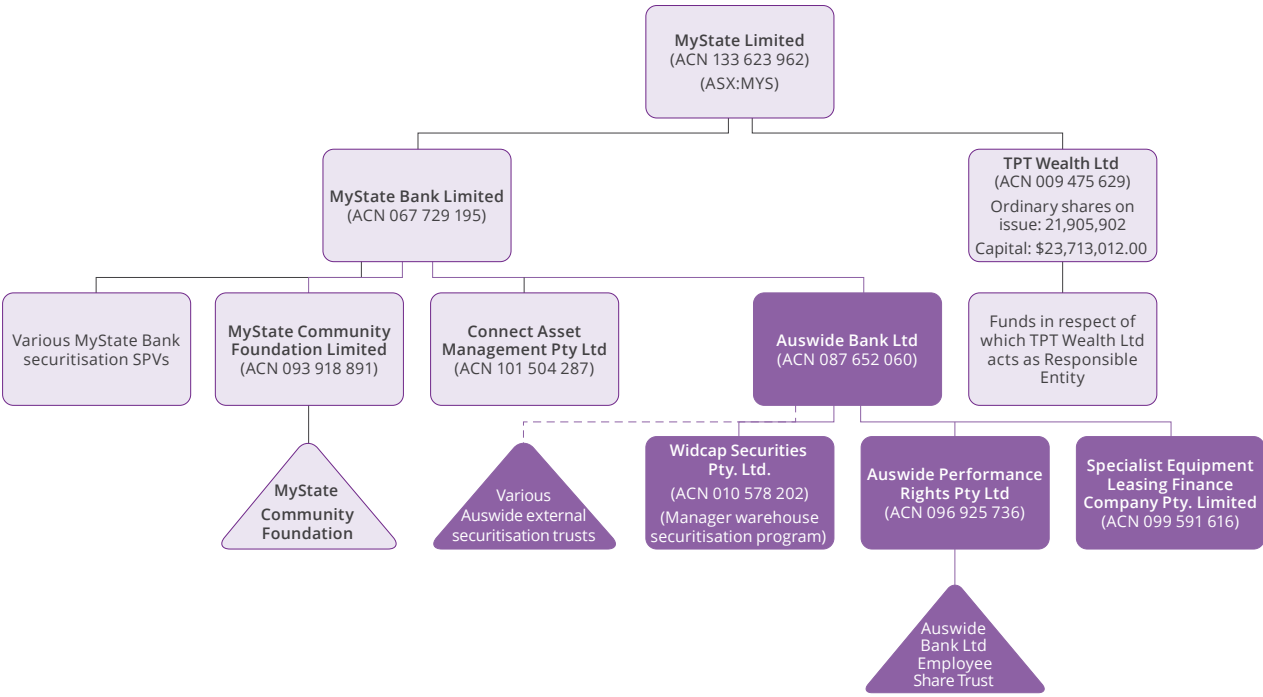 MyState Limited
(ACN 133 623 962)
(ASX:MYS)
MyState Bank Limited
(ACN 067 729 195)
TPT Wealth Ltd
(ACN 009 475 629)
Ordinary shares on
issue: 21,905,902
Capital: $23,713,012.00
Various MyState Bank
securitisation SPVs
MyState Community
Foundation Limited
(ACN 093 918 891)
Connect Asset
Management Pty Ltd
(ACN 101 504 287)
Auswide Bank Ltd
(ACN 087 652 060)
Funds in respect of
which TPT Wealth Ltd
acts as Responsible
Entity
MyState
Community
Foundation
Various
Auswide external
securitisation trusts
Widcap Securities
Pty. Ltd.
(ACN 010 578 202)
(Manager warehouse
securitisation program)
Auswide Performance
Rights Pty Ltd
(ACN 096 925 736)
Specialist Equipment
Leasing Finance
Company Pty. Limited
(ACN 099 591 616)
Auswide
Bank Ltd
Employee
Share Trust